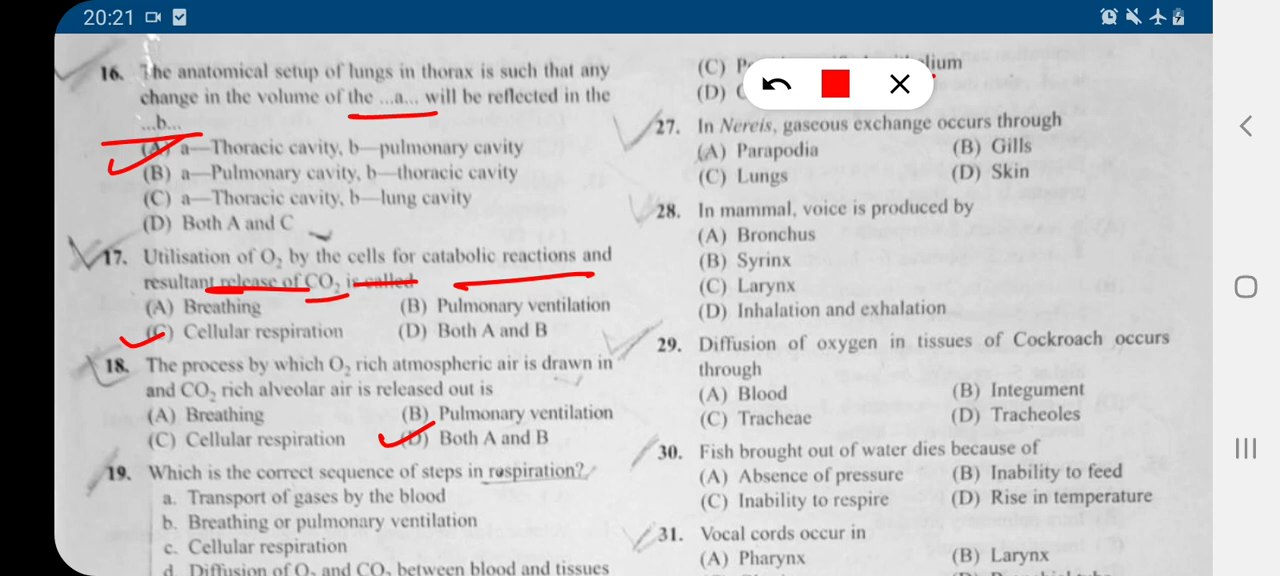 20:21
16. The anatomical setup of lungs in thorax is such that any
change in the volume of the ...a... will be reflected in the
...b...
(A) a—Thoracic cavity, b—pulmonary cavity
(B) a—Pulmonary cavity, b—thoracic cavity
(C) a—Thoracic cavity, b—lung cavity
(D) Both A and C
17. Utilisation of O₂ by the cells for catabolic reactions and
resultant release of CO₂ is called
(A) Breathing (B) Pulmonary ventilation
(C) Cellular respiration (D) Both A and B
18. The process by which O₂ rich atmospheric air is drawn in
and CO₂ rich alveolar air is released out is
(A) Breathing (B) Pulmonary ventilation
(C) Cellular respiration (D) Both A and B
19. Which is the correct sequence of steps in respiration?
a. Transport of gases by the blood
b. Breathing or pulmonary ventilation
c. Cellular respiration
d. Diffusion of O₂ and CO₂ between blood and tissues
(C)
(D)
27. In Nereis, gaseous exchange occurs through
(A) Parapodia (B) Gills
(C) Lungs (D) Skin
28. In mammal, voice is produced by
(A) Bronchus
(B) Syrinx
(C) Larynx
(D) Inhalation and exhalation
29. Diffusion of oxygen in tissues of Cockroach occurs
through
(A) Blood (B) Integument
(C) Tracheae (D) Tracheoles
30. Fish brought out of water dies because of
(A) Absence of pressure (B) Inability to feed
(C) Inability to respire (D) Rise in temperature
31. Vocal cords occur in
(A) Pharynx (B) Larynx